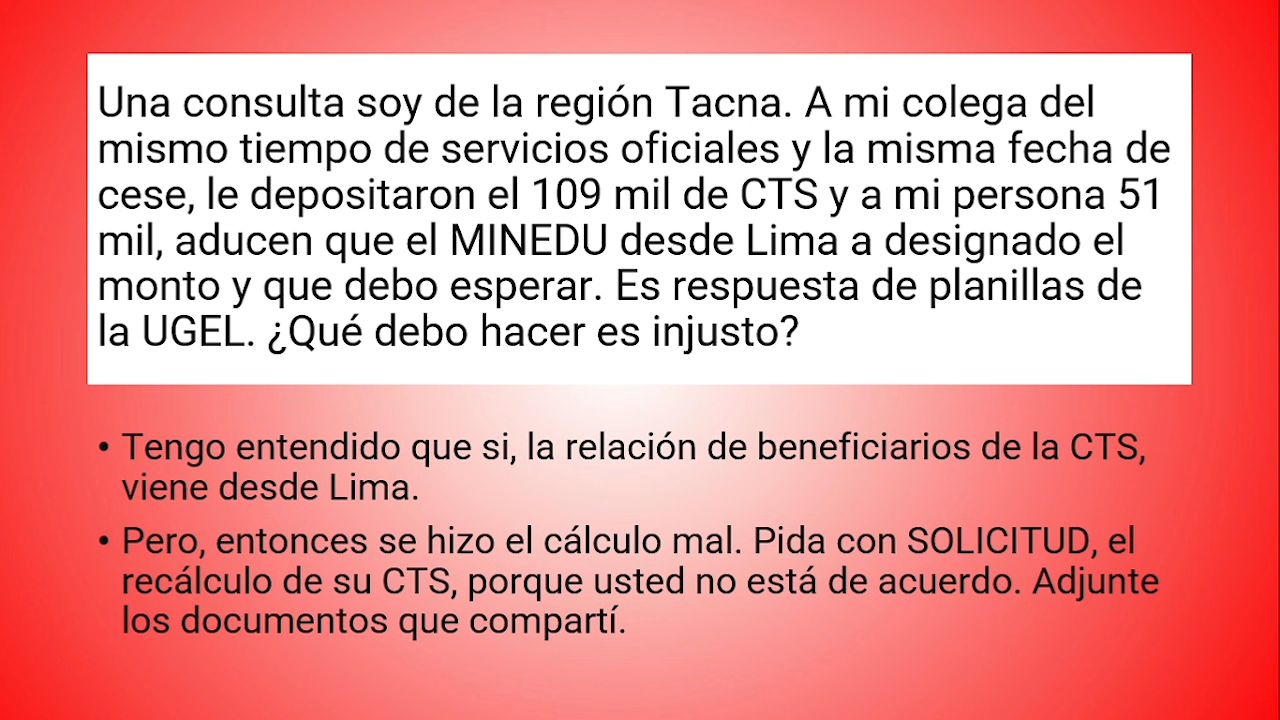 Una consulta soy de la región Tacna. A mi colega del
mismo tiempo de servicios oficiales y la misma fecha de
cese, le depositaron el 109 mil de CTS y a mi persona 51
mil, aducen que el MINEDU desde Lima a designado el
monto y que debo esperar. Es respuesta de planillas de
la UGEL. ¿Qué debo hacer es injusto?
• Tengo entendido que si, la relación de beneficiarios de la CTS,
viene desde Lima.
• Pero, entonces se hizo el cálculo mal. Pida con SOLICITUD, el
recálculo de su CTS, porque usted no está de acuerdo. Adjunte
los documentos que compartí.